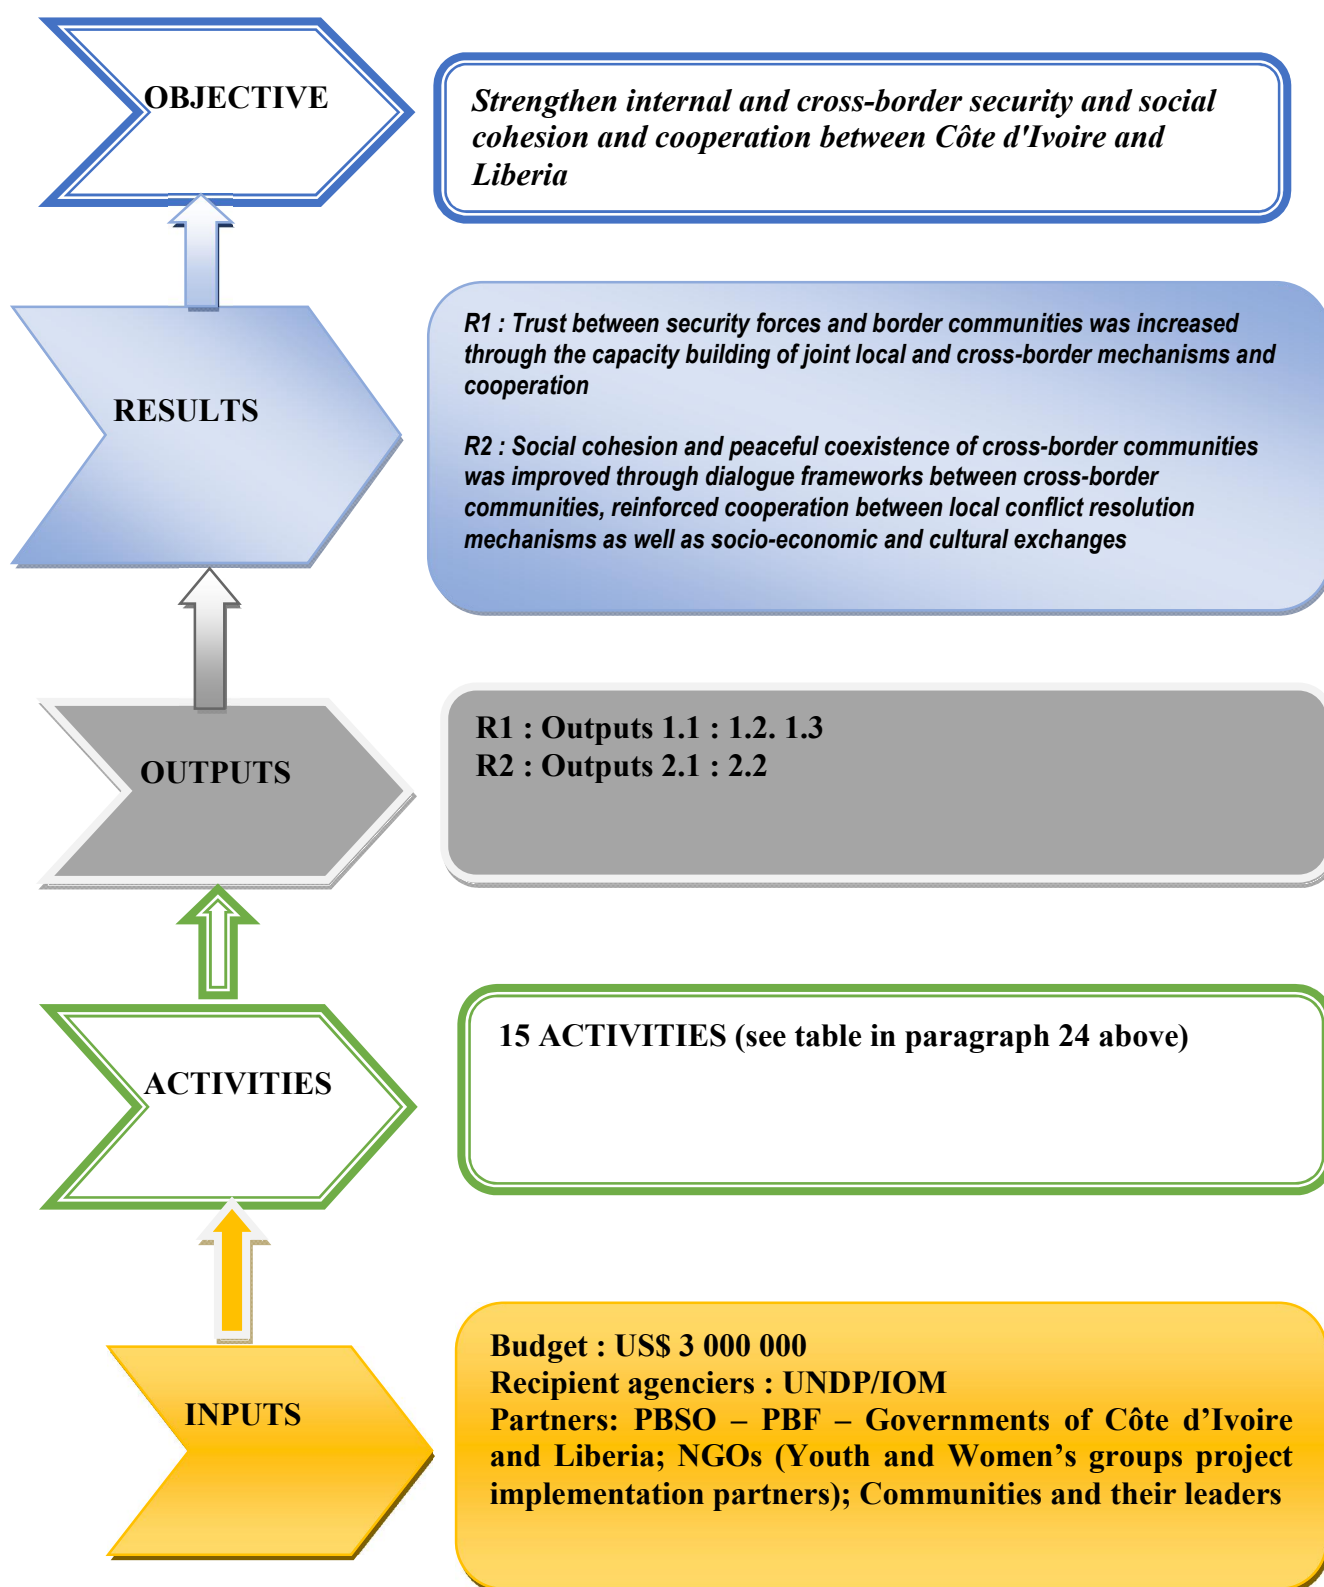 OBJECTIVE
Strengthen internal and cross-border security and social
cohesion and cooperation between Côte d'Ivoire and
Liberia
RESULTS
R1 : Trust between security forces and border communities was increased
through the capacity building of joint local and cross-border mechanisms and
cooperation
R2 : Social cohesion and peaceful coexistence of cross-border communities
was improved through dialogue frameworks between cross-border
communities, reinforced cooperation between local conflict resolution
mechanisms as well as socio-economic and cultural exchanges
OUTPUTS
R1 : Outputs 1.1 : 1.2. 1.3
R2 : Outputs 2.1 : 2.2
ACTIVITIES
15 ACTIVITIES (see table in paragraph 24 above)
INPUTS
Budget : US$ 3 000 000
Recipient agenciers : UNDP/IOM
Partners: PBSO – PBF – Governments of Côte d’Ivoire
and Liberia; NGOs (Youth and Women’s groups project
implementation partners); Communities and their leaders